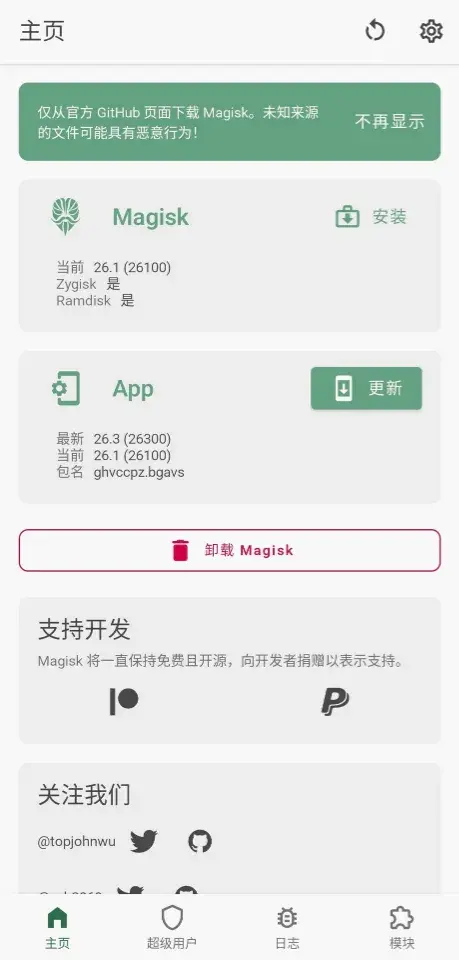 主页
仅从官方 GitHub 页面下载 Magisk。未知来源
的文件可能具有恶意行为！
不再显示
Magisk
安装
当前 26.1 (26100)
Zygisk 是
Ramdisk 是
App
更新
最新 26.3 (26300)
当前 26.1 (26100)
包名 ghvccpz.bgavs
卸载 Magisk
支持开发
Magisk 将一直保持免费且开源，向开发者捐赠以表示支持。
关注我们
@topjohnwu
主页
超级用户
日志
模块